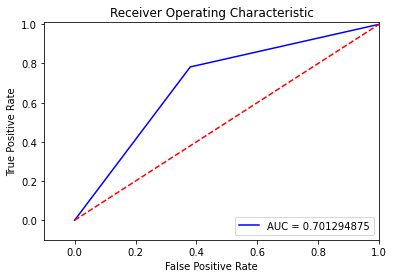 Receiver Operating Characteristic
1.0
0.8
0.6
0.4
0.2
0.0
True Positive Rate
AUC = 0.701294875
0.0 0.2 0.4 0.6 0.8 1.0
False Positive Rate